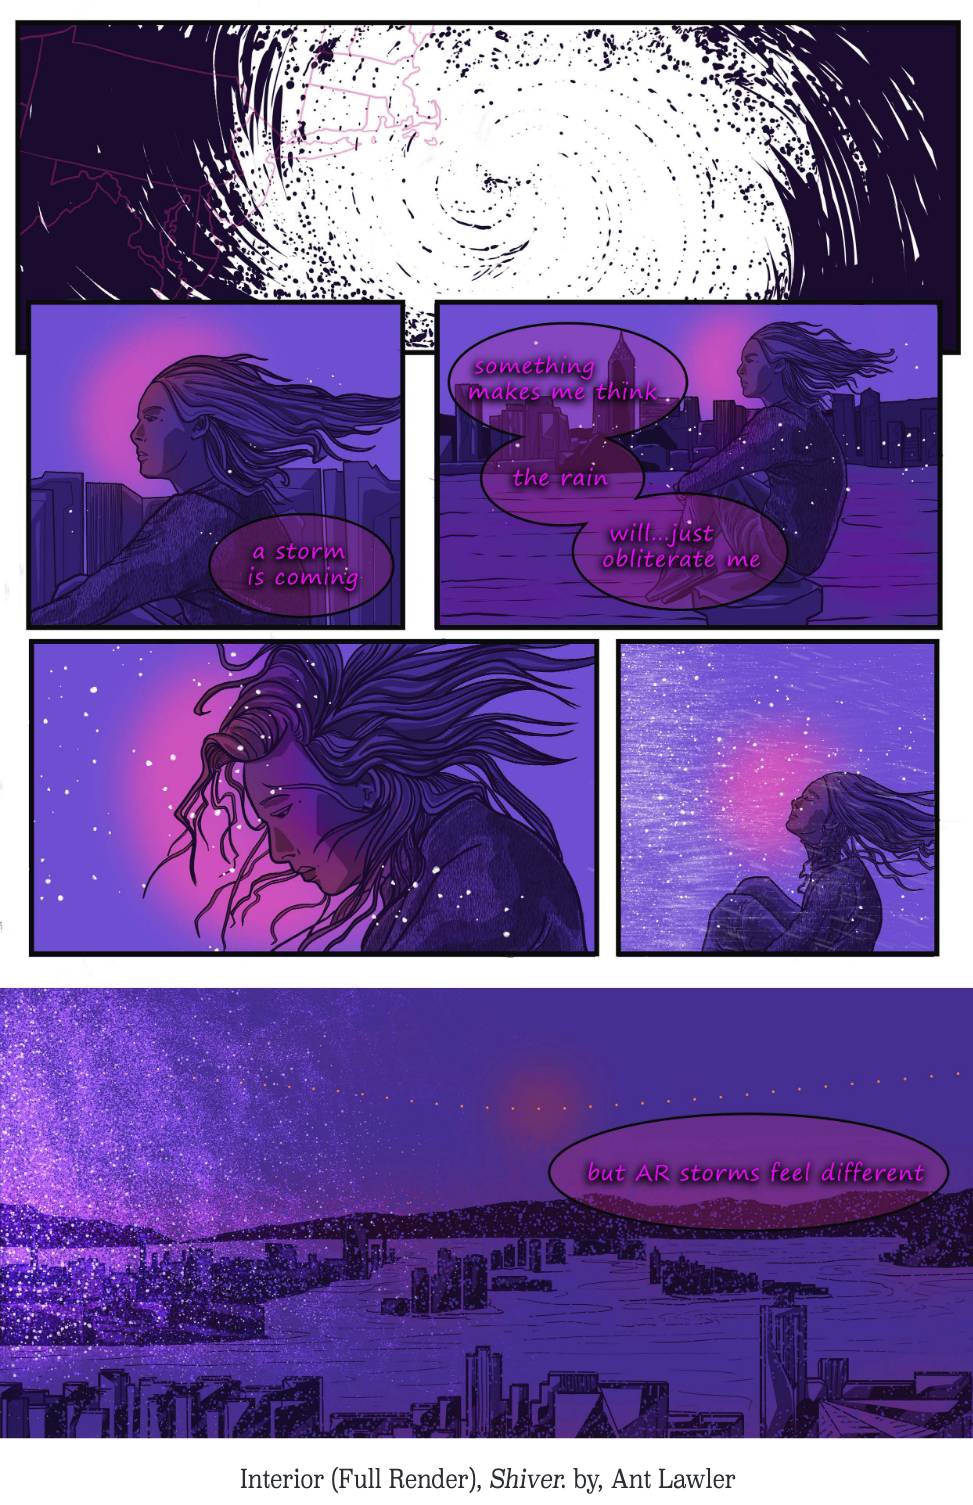 a storm
is coming
something
makes me think
the rain
will...just
obliterate me
but AR storms feel different
Interior (Full Render), Shiver. by, Ant Lawler